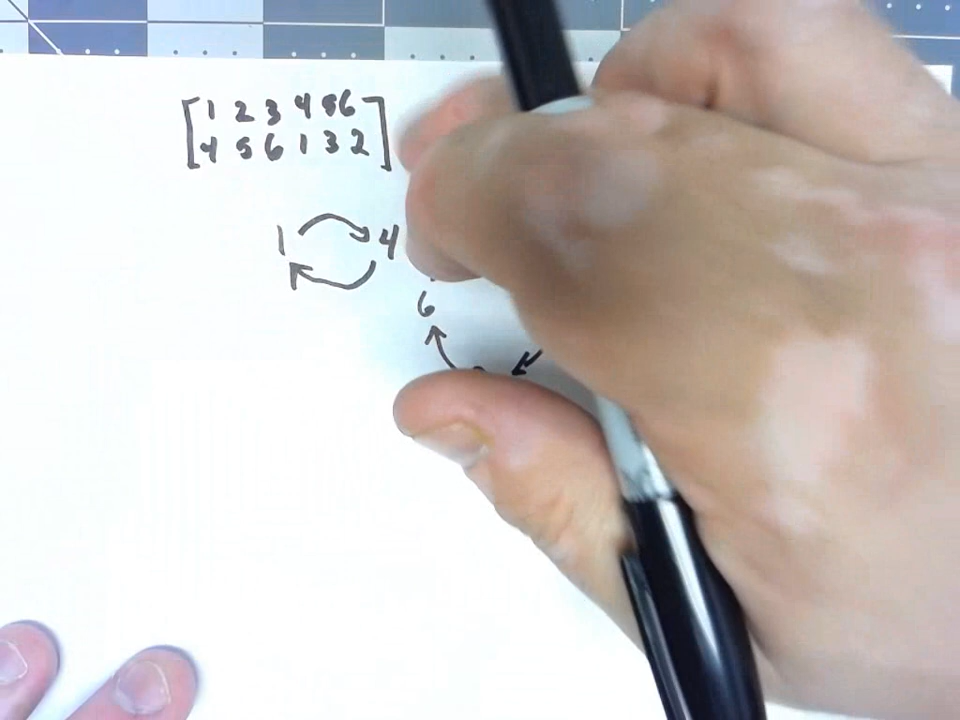 1 2 3 4 5 6
4 5 6 1 3 2
1 4
6